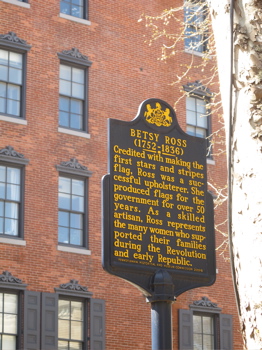 BETSY ROSS
(1752-1836)
Credited with making the
first stars and stripes
flag, Ross was a suc-
cessful upholsterer. She
produced flags for the
government for over 50
years. As a skilled
artisan, Ross represents
the many women who sup-
ported their families
during the Revolution
and early Republic.